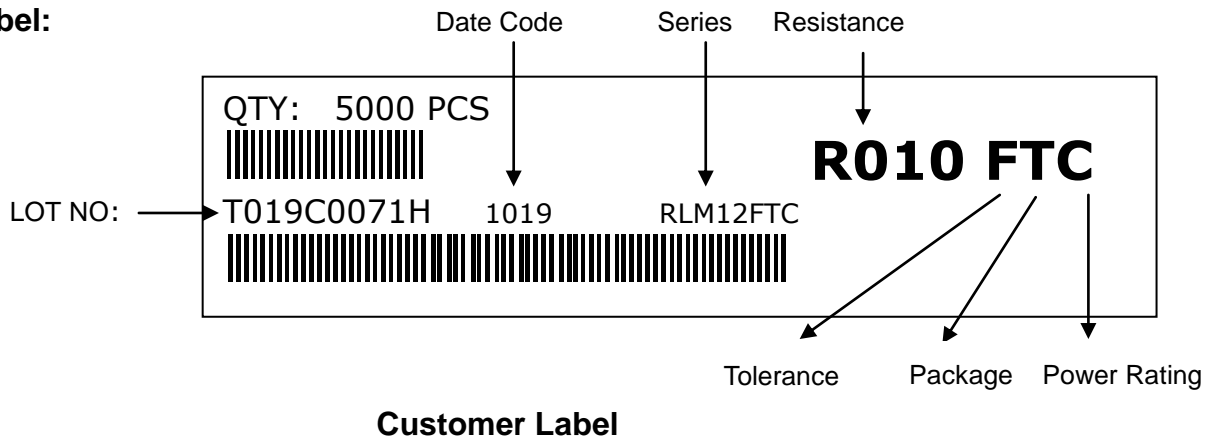 bel:
Date Code Series Resistance
QTY: 5000 PCS
R010 FTC
LOT NO: T019C0071H 1019 RLM12FTC
Tolerance Package Power Rating
Customer Label